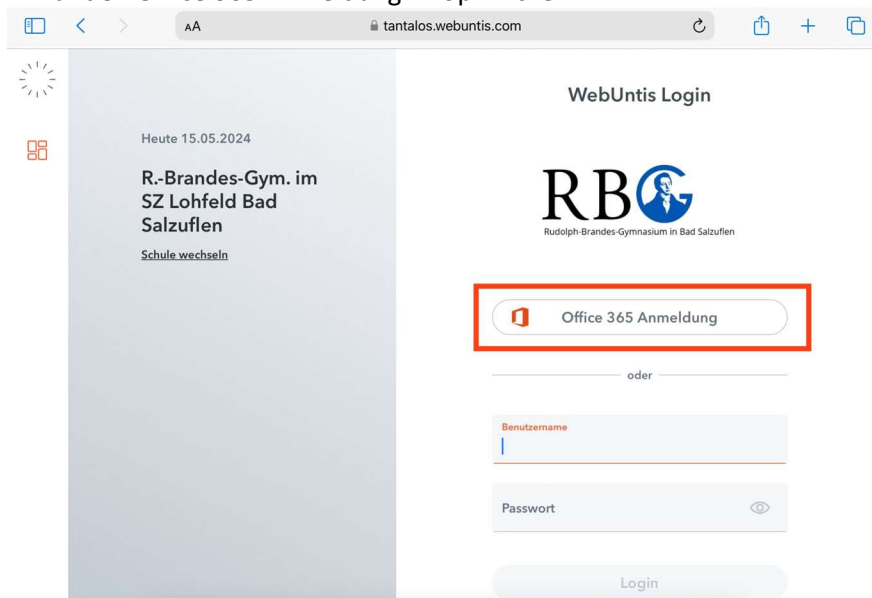 AA
tantalos.webuntis.com
WebUntis Login
Heute 15.05.2024
R.-Brandes-Gym. im
SZ Lohfeld Bad
Salzuflen
Schule wechseln
RBG
Rudolph-Brandes-Gymnasium in Bad Salzuflen
Office 365 Anmeldung
oder
Benutzername
Passwort
Login